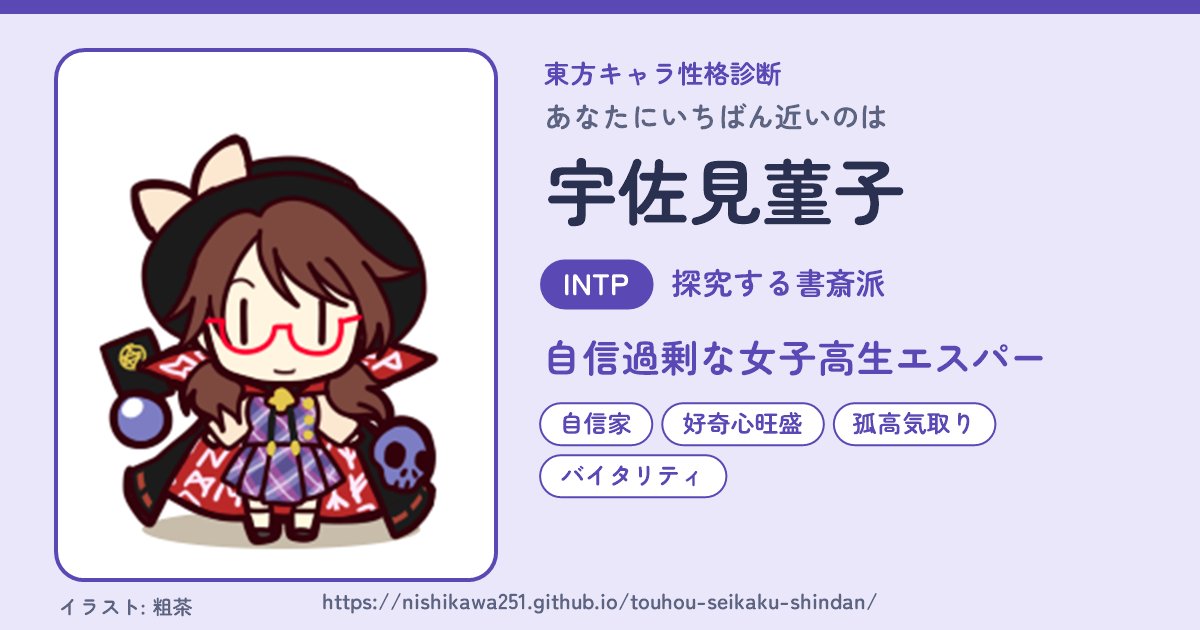 東方キャラ性格診断
あなたにいちばん近いのは
宇佐見菫子
INTP 探究する書斎派
自信過剰な女子高生エスパー
自信家 好奇心旺盛 孤高気取り
バイタリティ
イラスト: 粗茶
https://nishikawa251.github.io/touhou-seikaku-shindan/